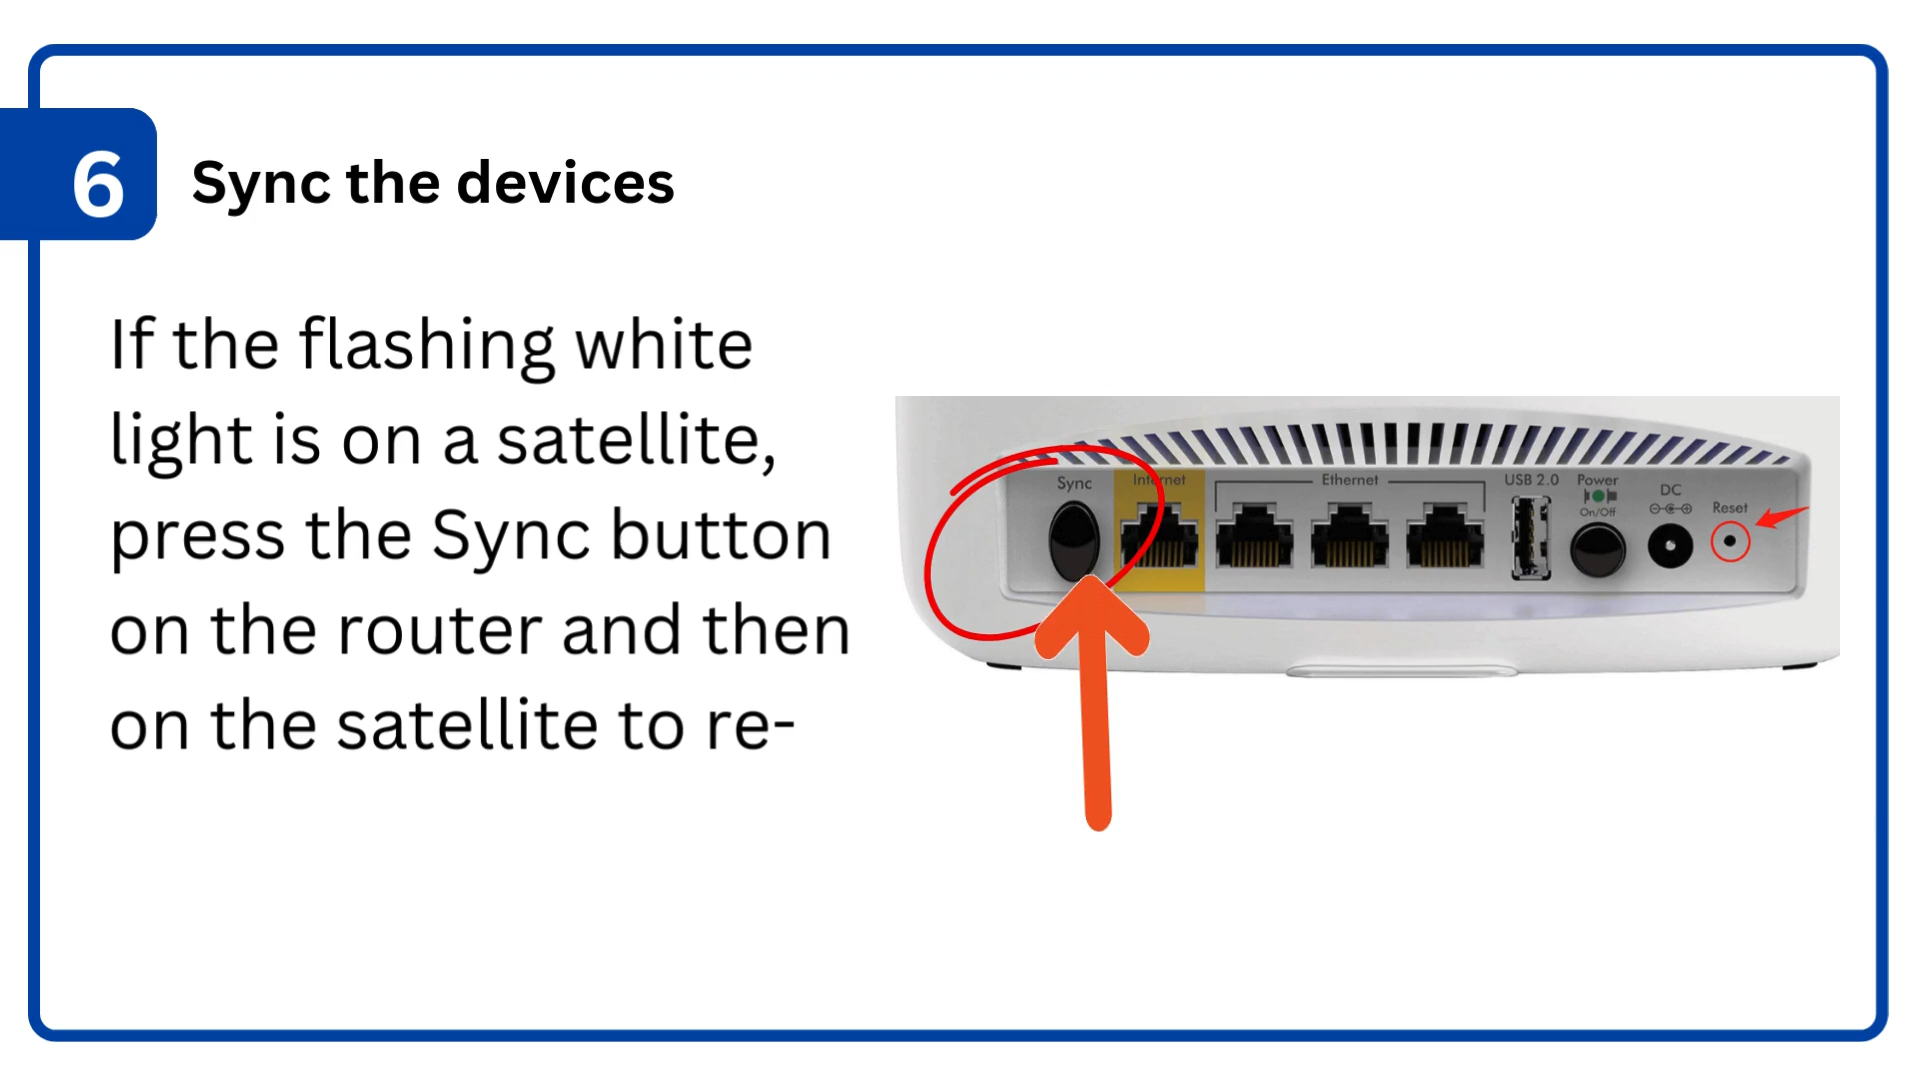 6
Sync the devices
If the flashing white
light is on a satellite,
press the Sync button
on the router and then
on the satellite to re-
Sync
Internet
Ethernet
USB 2.0
Power
On/Off
DC
Reset